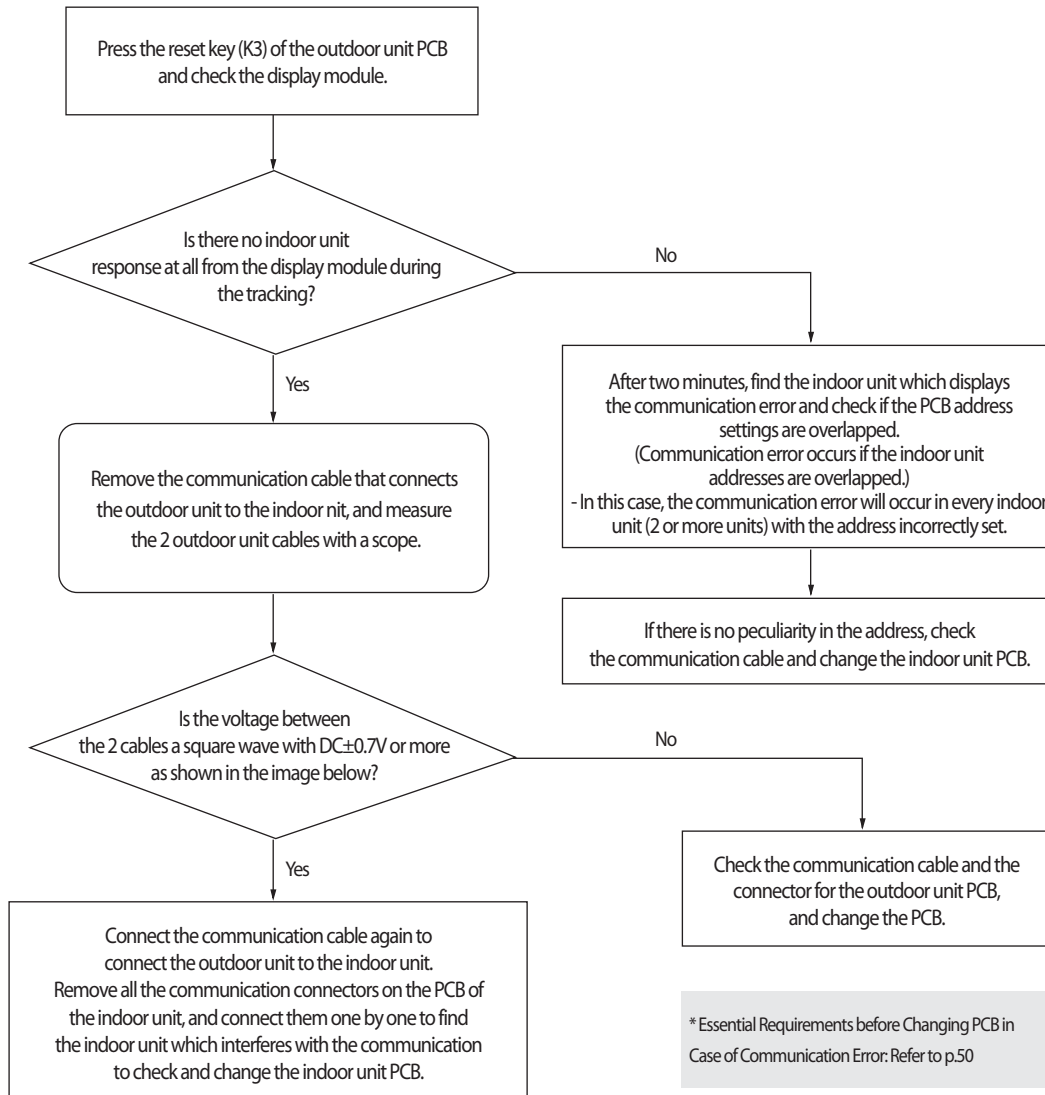 Press the reset key (K3) of the outdoor unit PCB
and check the display module.
Is there no indoor unit
response at all from the display module during
the tracking?
No
Yes
After two minutes, find the indoor unit which displays
the communication error and check if the PCB address
settings are overlapped.
(Communication error occurs if the indoor unit
addresses are overlapped.)
- In this case, the communication error will occur in every indoor
unit (2 or more units) with the address incorrectly set.
Remove the communication cable that connects
the outdoor unit to the indoor nit, and measure
the 2 outdoor unit cables with a scope.
If there is no peculiarity in the address, check
the communication cable and change the indoor unit PCB.
Is the voltage between
the 2 cables a square wave with DC±0.7V or more
as shown in the image below?
No
Yes
Check the communication cable and the
connector for the outdoor unit PCB,
and change the PCB.
Connect the communication cable again to
connect the outdoor unit to the indoor unit.
Remove all the communication connectors on the PCB of
the indoor unit, and connect them one by one to find
the indoor unit which interferes with the communication
to check and change the indoor unit PCB.
* Essential Requirements before Changing PCB in
Case of Communication Error: Refer to p.50